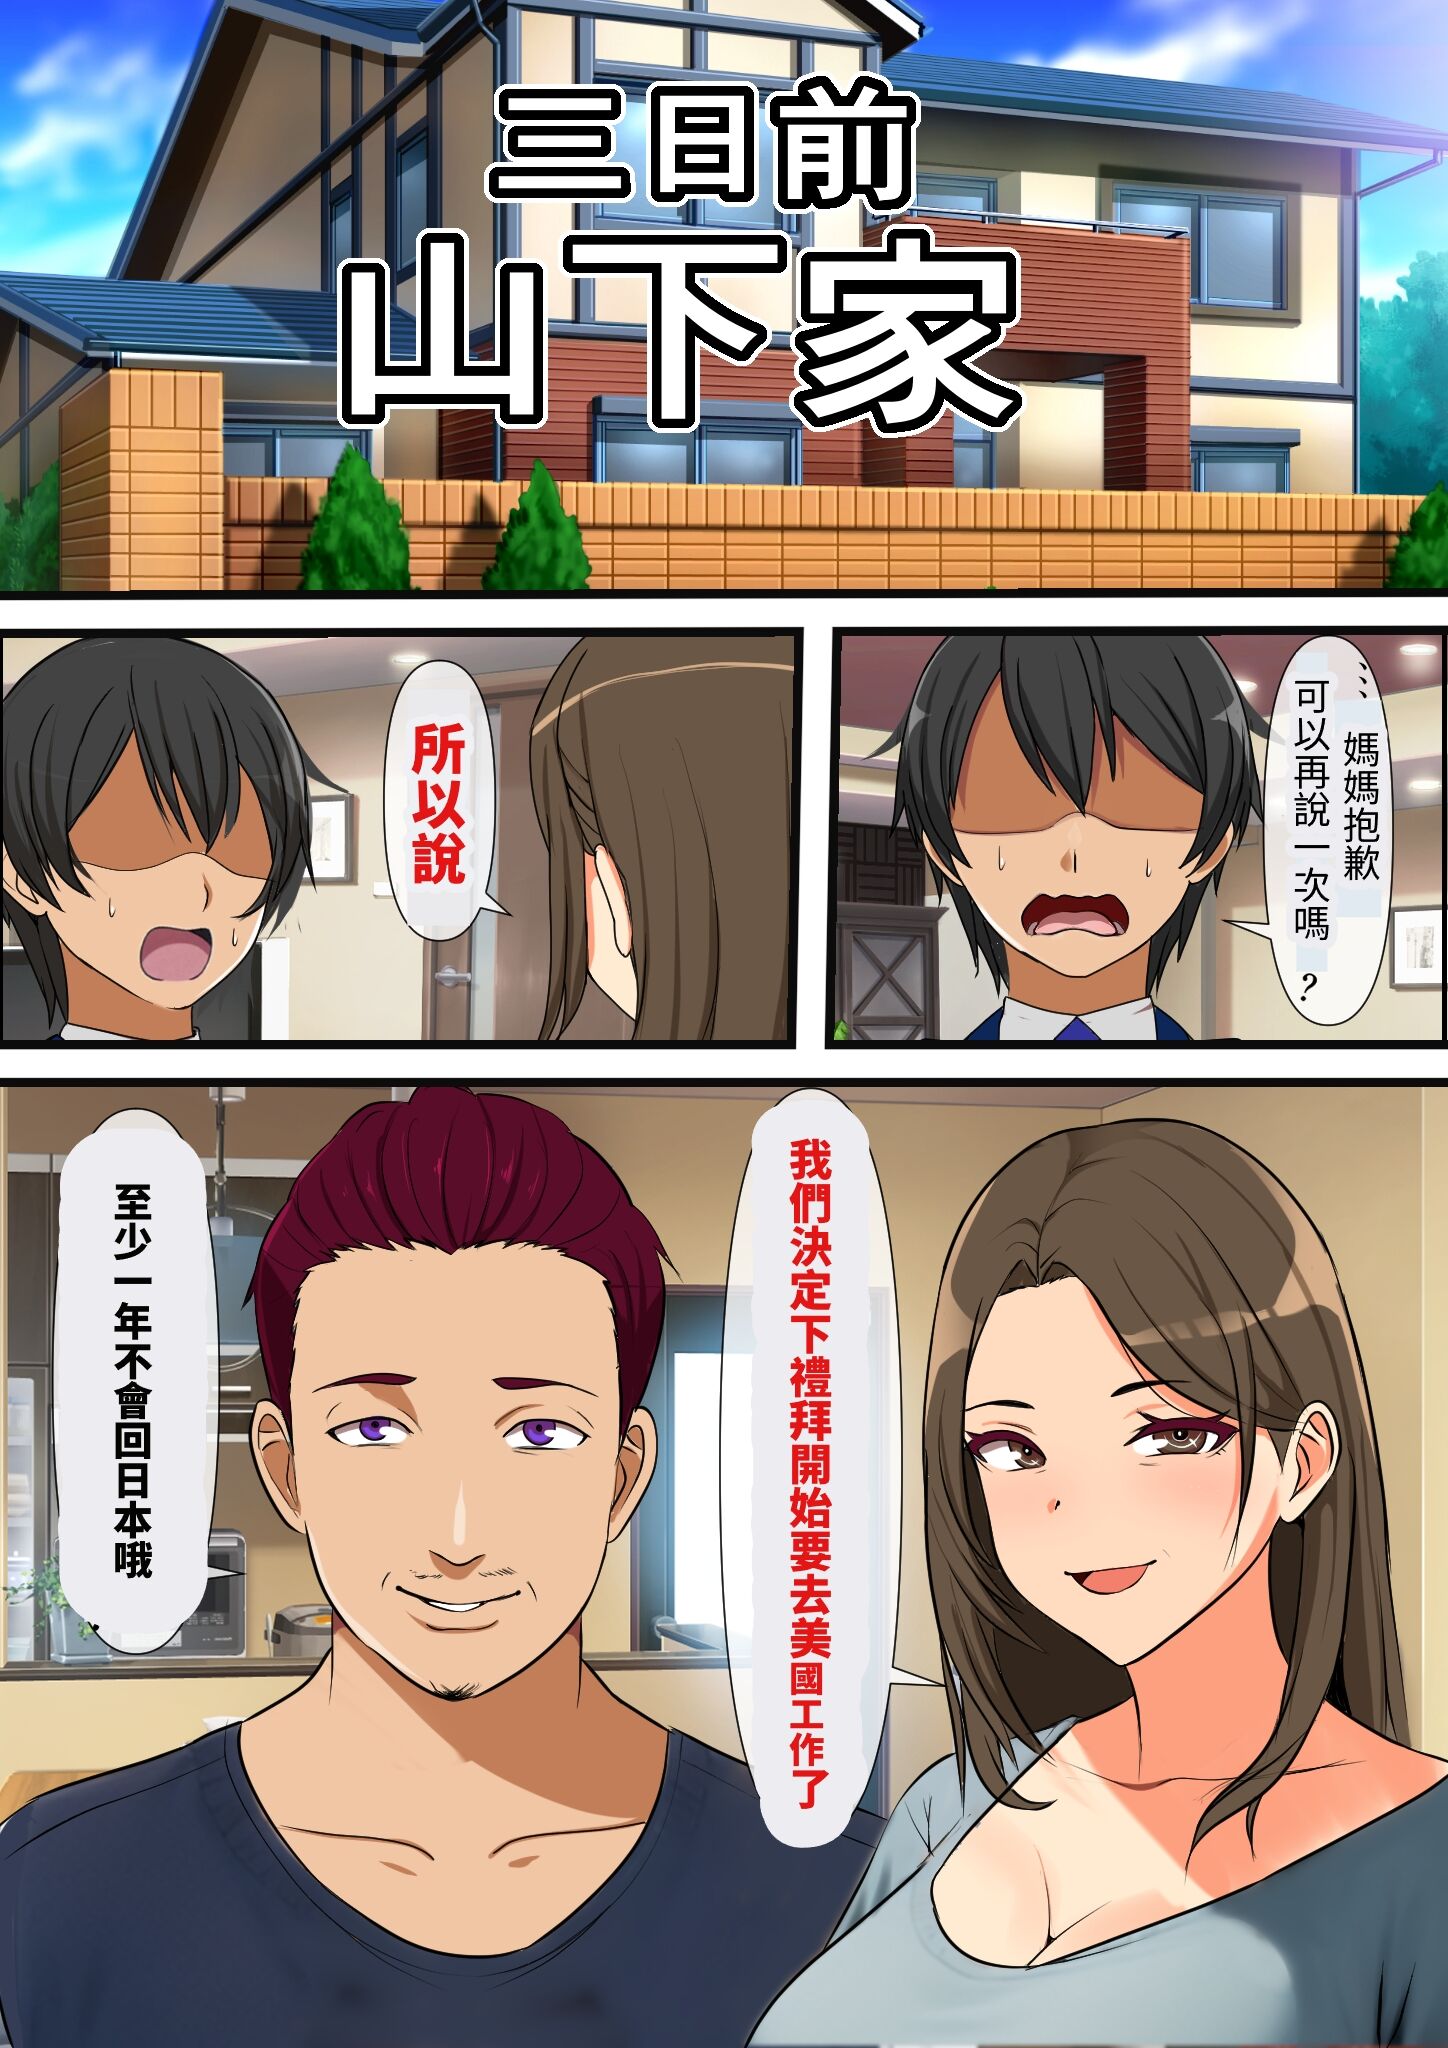 三日前
山下家
… 媽媽抱歉
可以再說一次嗎?
所以說
我們決定下禮拜開始要去美國工作了
至少一年不會回日本哦